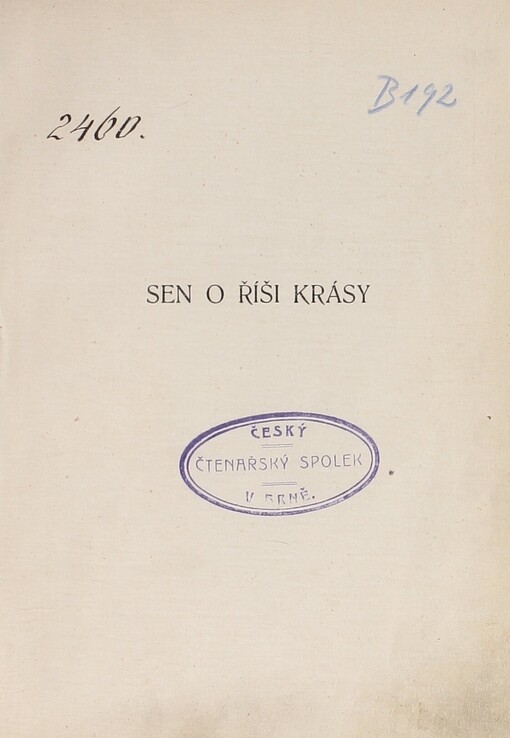 B192
2460.
SEN O ŘÍŠI KRÁSY
ČESKÝ
ČTENAŘSKÝ SPOLEK
V BRNĚ.